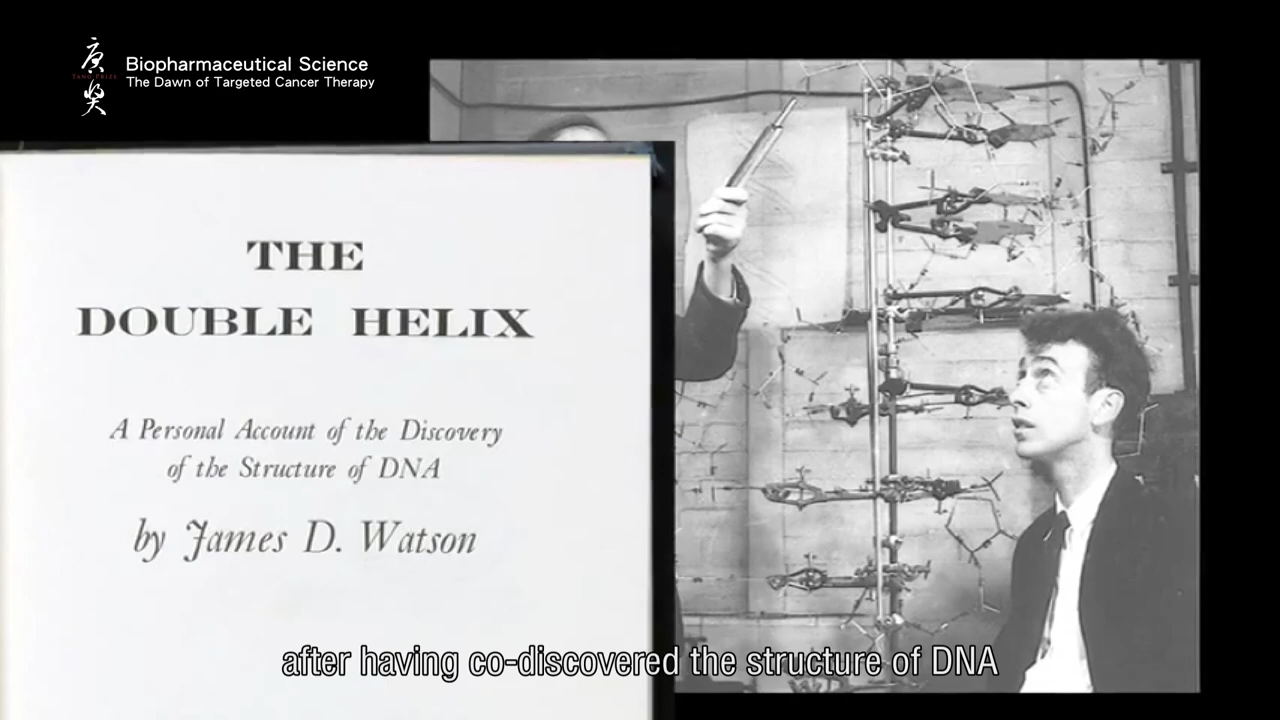 唐
TANG PRIZE
奬
Biopharmaceutical Science
The Dawn of Targeted Cancer Therapy
THE
DOUBLE HELIX
A Personal Account of the Discovery
of the Structure of DNA
by James D. Watson
after having co-discovered the structure of DNA